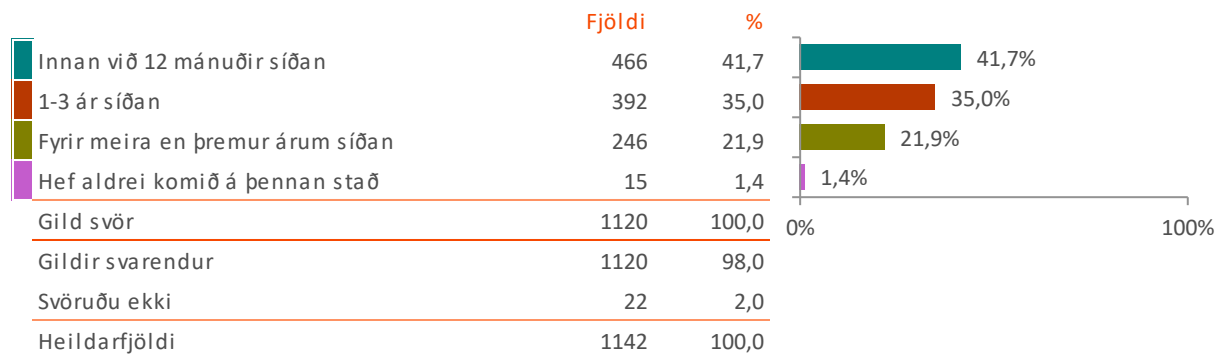 Fjöldi %
Innan við 12 mánuðir síðan 466 41,7 41,7%
1-3 ár síðan 392 35,0 35,0%
Fyrir meira en þremur árum síðan 246 21,9 21,9%
Hef aldrei komið á þennan stað 15 1,4 1,4%
Gild svör 1120 100,0 0% 100%
Gildir svarendur 1120 98,0
Svöruðu ekki 22 2,0
Heildarfjöldi 1142 100,0